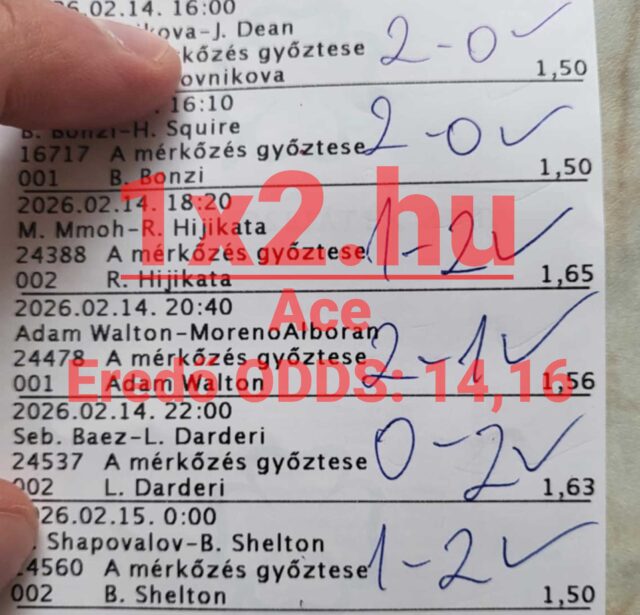 02.14. 16:00
kova-J. Dean
mérkőzés győztese 2-0 ✓
ovnikova 1,50
16:10
B. Bonzi-H. Squire
16717 A mérkőzés győztese 2-0 ✓
001 B. Bonzi 1,50
1x2.hu
2026.02.14. 18:20
M. Mmoh-R. Hijikata
24388 A mérkőzés győztese 1-2 ✓
002 R. Hijikata 1,65
Ace
2026.02.14. 20:40
Adam Walton-MorenoAlboran
24478 A mérkőzés győztese 2-1 ✓
Eredő ODDS: 14,16
001 Adam Walton 1,56
2026.02.14. 22:00
Seb. Baez-L. Darderi
24537 A mérkőzés győztese 0-2 ✓
002 L. Darderi 1,63
26.02.15. 0:00
Shapovalov-B. Shelton
4560 A mérkőzés győztese 1-2 ✓
002 B. Shelton 1,50